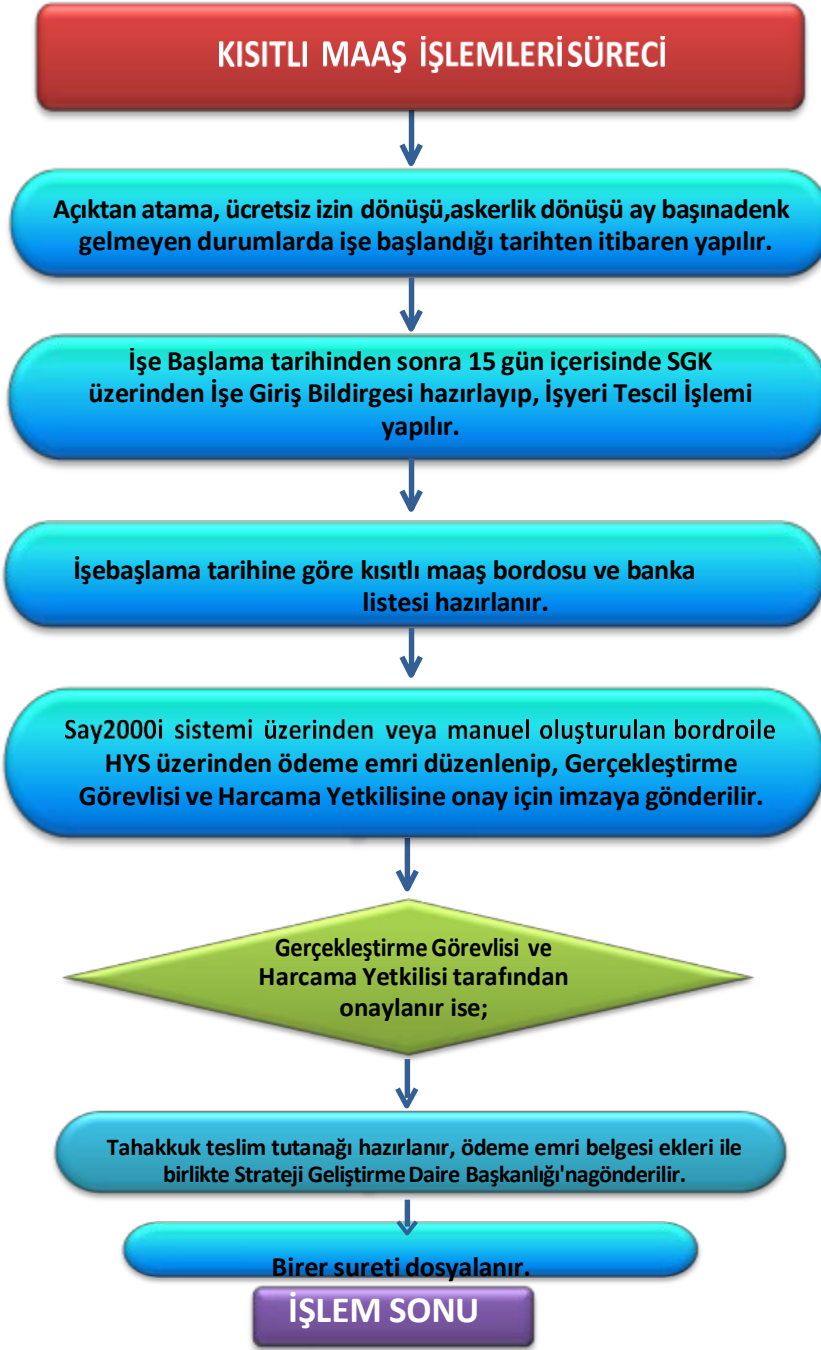 KISITLI MAAŞ İŞLEMLERİSÜRECİ
Açıktan atama, ücretsiz izin dönüşü,askerlik dönüşü ay başınadenk
gelmeyen durumlarda işe başlandığı tarihten itibaren yapılır.
İşe Başlama tarihinden sonra 15 gün içerisinde SGK
üzerinden İşe Giriş Bildirgesi hazırlayıp, İşyeri Tescil İşlemi
yapılır.
İşebaşlama tarihine göre kısıtlı maaş bordosu ve banka
listesi hazırlanır.
Say2000i sistemi üzerinden veya manuel oluşturulan bordroile
HYS üzerinden ödeme emri düzenlenip, Gerçekleştirme
Görevlisi ve Harcama Yetkilisine onay için imzaya gönderilir.
Gerçekleştirme Görevlisi ve
Harcama Yetkilisi tarafından
onaylanır ise;
Tahakkuk teslim tutanağı hazırlanır, ödeme emri belgesi ekleri ile
birlikte Strateji Geliştirme Daire Başkanlığı'nagönderilir.
Birer sureti dosyalanır.
İŞLEM SONU